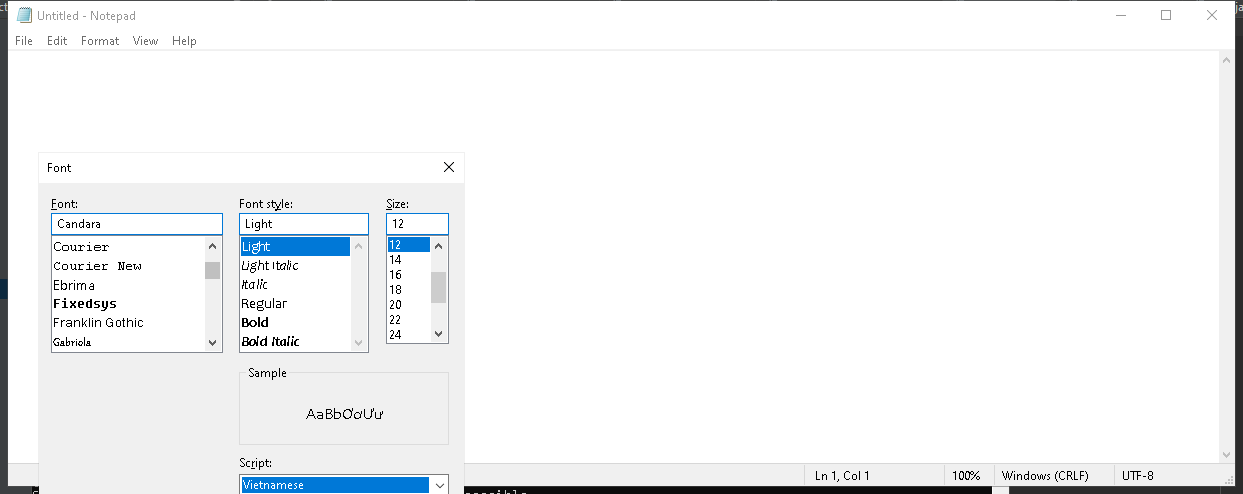 Untitled - Notepad
File Edit Format View Help
Font
Font: Font style: Size:
Candara Light 12
Courier Light 12
Courier New Light Italic 14
Ebrima Italic 16
Fixedsys Regular 18
Franklin Gothic Bold 20
Gabriola Bold Italic 22
24
Sample
AaBbƠơƯư
Script:
Vietnamese
Ln 1, Col 1 100% Windows (CRLF) UTF-8